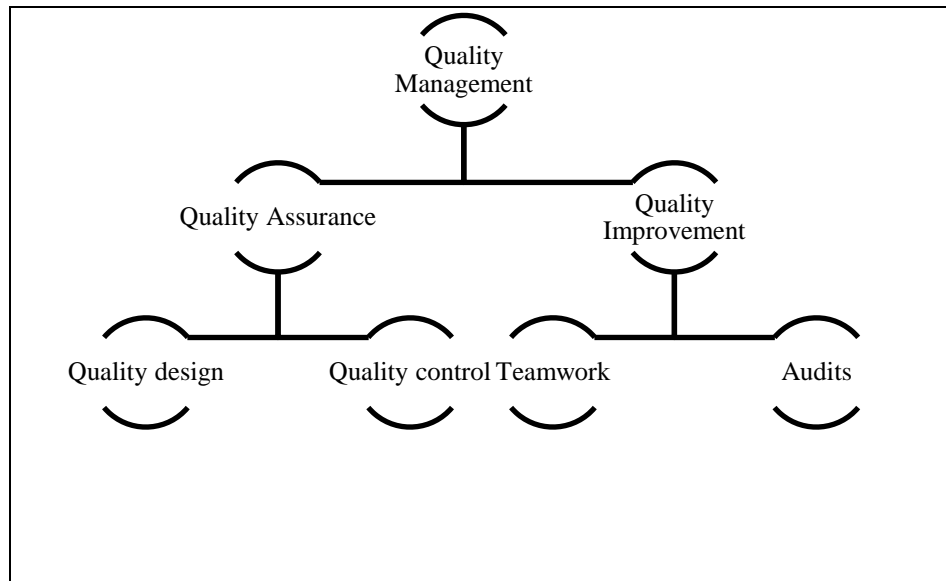 Quality
Management
Quality Assurance
Quality
Improvement
Quality design
Quality control
Teamwork
Audits